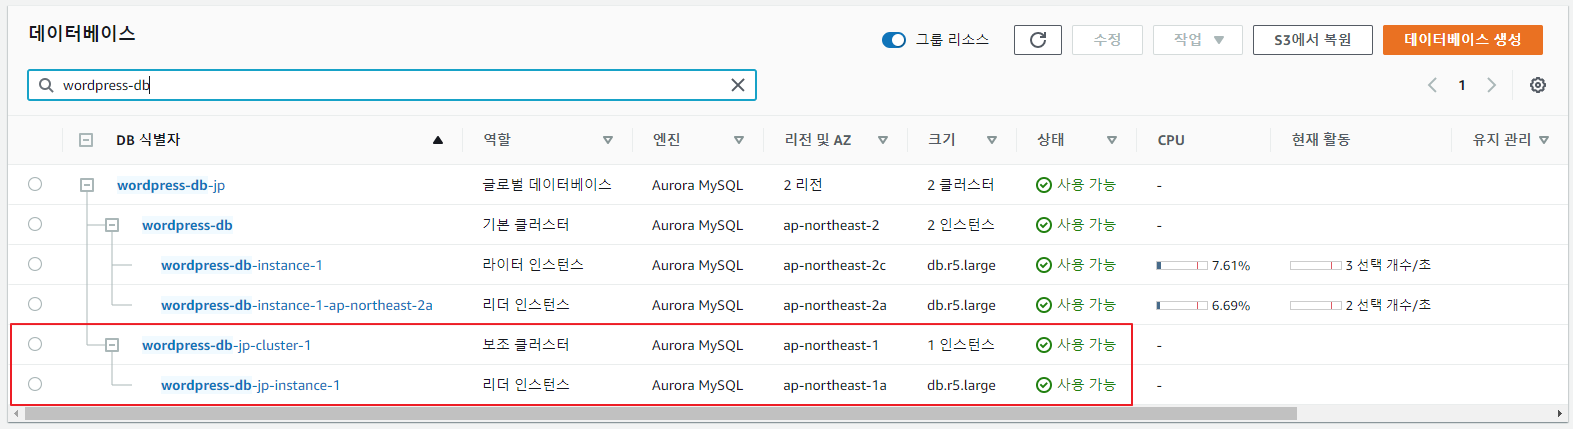 데이터베이스
그룹 리소스 수정 작업 S3에서 복원 데이터베이스 생성
wordpress-db
1
DB 식별자 역할 엔진 리전 및 AZ 크기 상태 CPU 현재 활동 유지 관리
wordpress-db-jp 글로벌 데이터베이스 Aurora MySQL 2 리전 2 클러스터 사용 가능 -
wordpress-db 기본 클러스터 Aurora MySQL ap-northeast-2 2 인스턴스 사용 가능 -
wordpress-db-instance-1 라이터 인스턴스 Aurora MySQL ap-northeast-2c db.r5.large 사용 가능 7.61% 3 선택 개수/초
wordpress-db-instance-1-ap-northeast-2a 리더 인스턴스 Aurora MySQL ap-northeast-2a db.r5.large 사용 가능 6.69% 2 선택 개수/초
wordpress-db-jp-cluster-1 보조 클러스터 Aurora MySQL ap-northeast-1 1 인스턴스 사용 가능 -
wordpress-db-jp-instance-1 리더 인스턴스 Aurora MySQL ap-northeast-1a db.r5.large 사용 가능 -